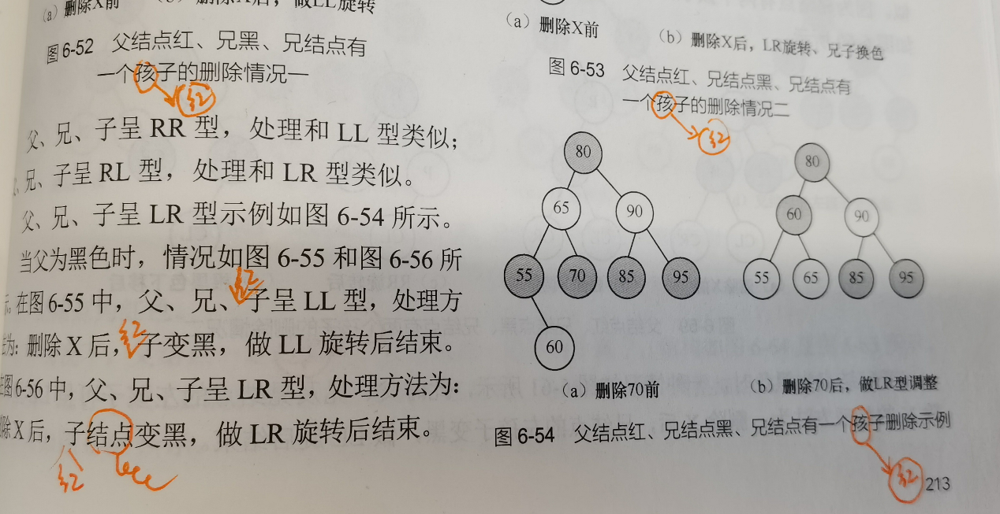 (a) 删除X前
(b) 删除X后，做LL旋转
图6-52 父结点红、兄黑、兄结点有
一个孩子的删除情况一
红
父、兄、子呈 RR 型，处理和 LL 型类似；
兄、子呈 RL 型，处理和 LR 型类似。
父、兄、子呈 LR 型示例如图 6-54 所示。
当父为黑色时，情况如图 6-55 和图 6-56 所
示。在图 6-55 中，父、兄、红子呈 LL 型，处理方
为：删除 X 后，红子变黑，做 LL 旋转后结束。
图 6-56 中，父、兄、子呈 LR 型，处理方法为：
除 X 后，子结点变黑，做 LR 旋转后结束。
红
(a) 删除X前
(b) 删除X后，LR旋转、兄子换色
图6-53 父结点红、兄结点黑、兄结点有
一个孩子的删除情况二
红
80
65
90
55
70
85
95
60
(a) 删除70前
80
60
90
55
65
85
95
(b) 删除70后，做LR型调整
图6-54 父结点红、兄结点黑、兄结点有一个孩子删除示例
红
213